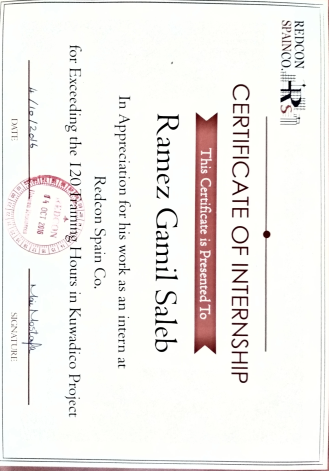 REDCON
SPAINCO.
iRs
CERTIFICATE OF INTERNSHIP
This Certificate is Presented To
Ramez Gamil Saleb
In Appreciation for his work as an intern at
Redcon Spain Co.
for Exceeding the 120 Training Hours in Kuwadico Project
4/10/2016
DATE
SIGNATURE